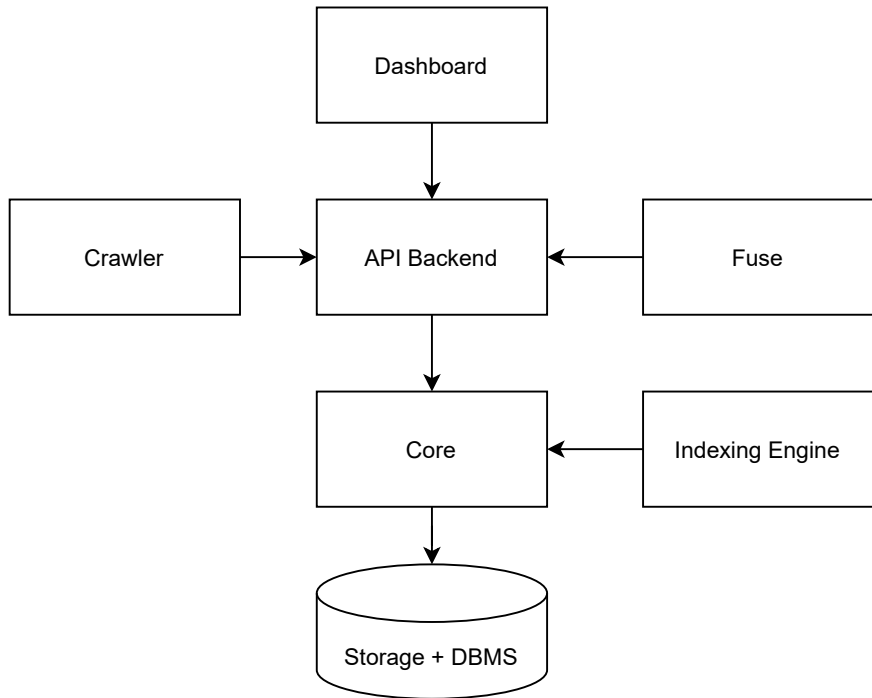 Dashboard
Crawler
API Backend
Fuse
Core
Indexing Engine
Storage + DBMS